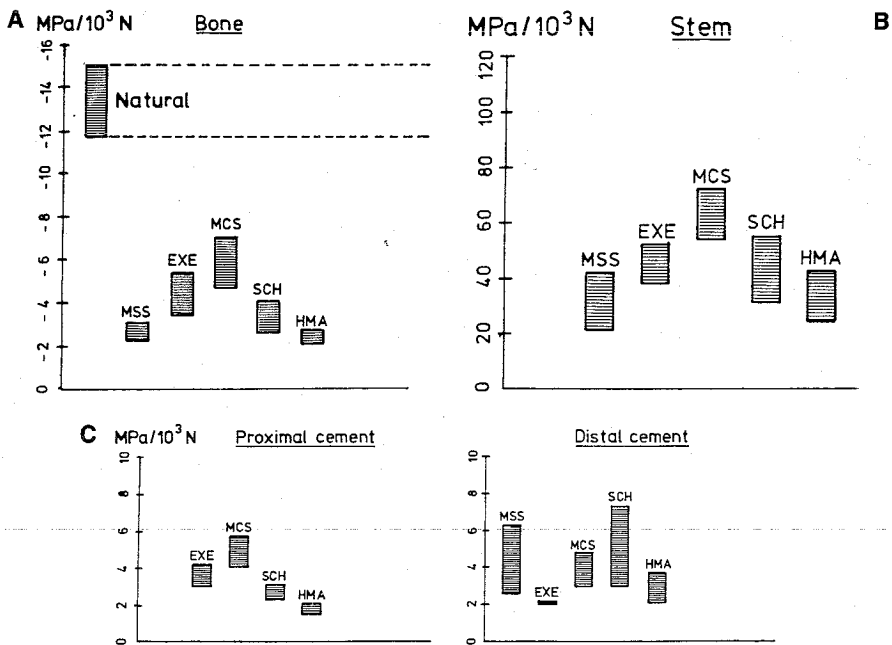 A MPa/10³ N Bone
-16
-14
-12
-10
-8
-6
-4
-2
0
Natural
MSS
EXE
MCS
SCH
HMA
MPa/10³ N Stem B
120
100
80
60
40
20
0
MSS
EXE
MCS
SCH
HMA
C MPa/10³ N Proximal cement
10
8
6
4
2
0
EXE
MCS
SCH
HMA
Distal cement
10
8
6
4
2
0
MSS
EXE
MCS
SCH
HMA